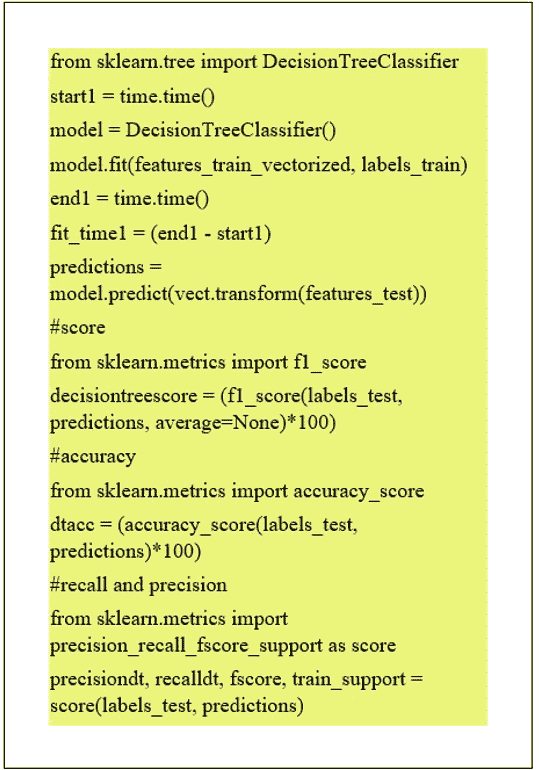 from sklearn.tree import DecisionTreeClassifier
start1 = time.time()
model = DecisionTreeClassifier()
model.fit(features_train_vectorized, labels_train)
end1 = time.time()
fit_time1 = (end1 - start1)
predictions =
model.predict(vect.transform(features_test))
#score
from sklearn.metrics import f1_score
decisiontreescore = (f1_score(labels_test,
predictions, average=None)*100)
#accuracy
from sklearn.metrics import accuracy_score
dtacc = (accuracy_score(labels_test,
predictions)*100)
#recall and precision
from sklearn.metrics import
precision_recall_fscore_support as score
precisiondt, recalldt, fscore, train_support =
score(labels_test, predictions)